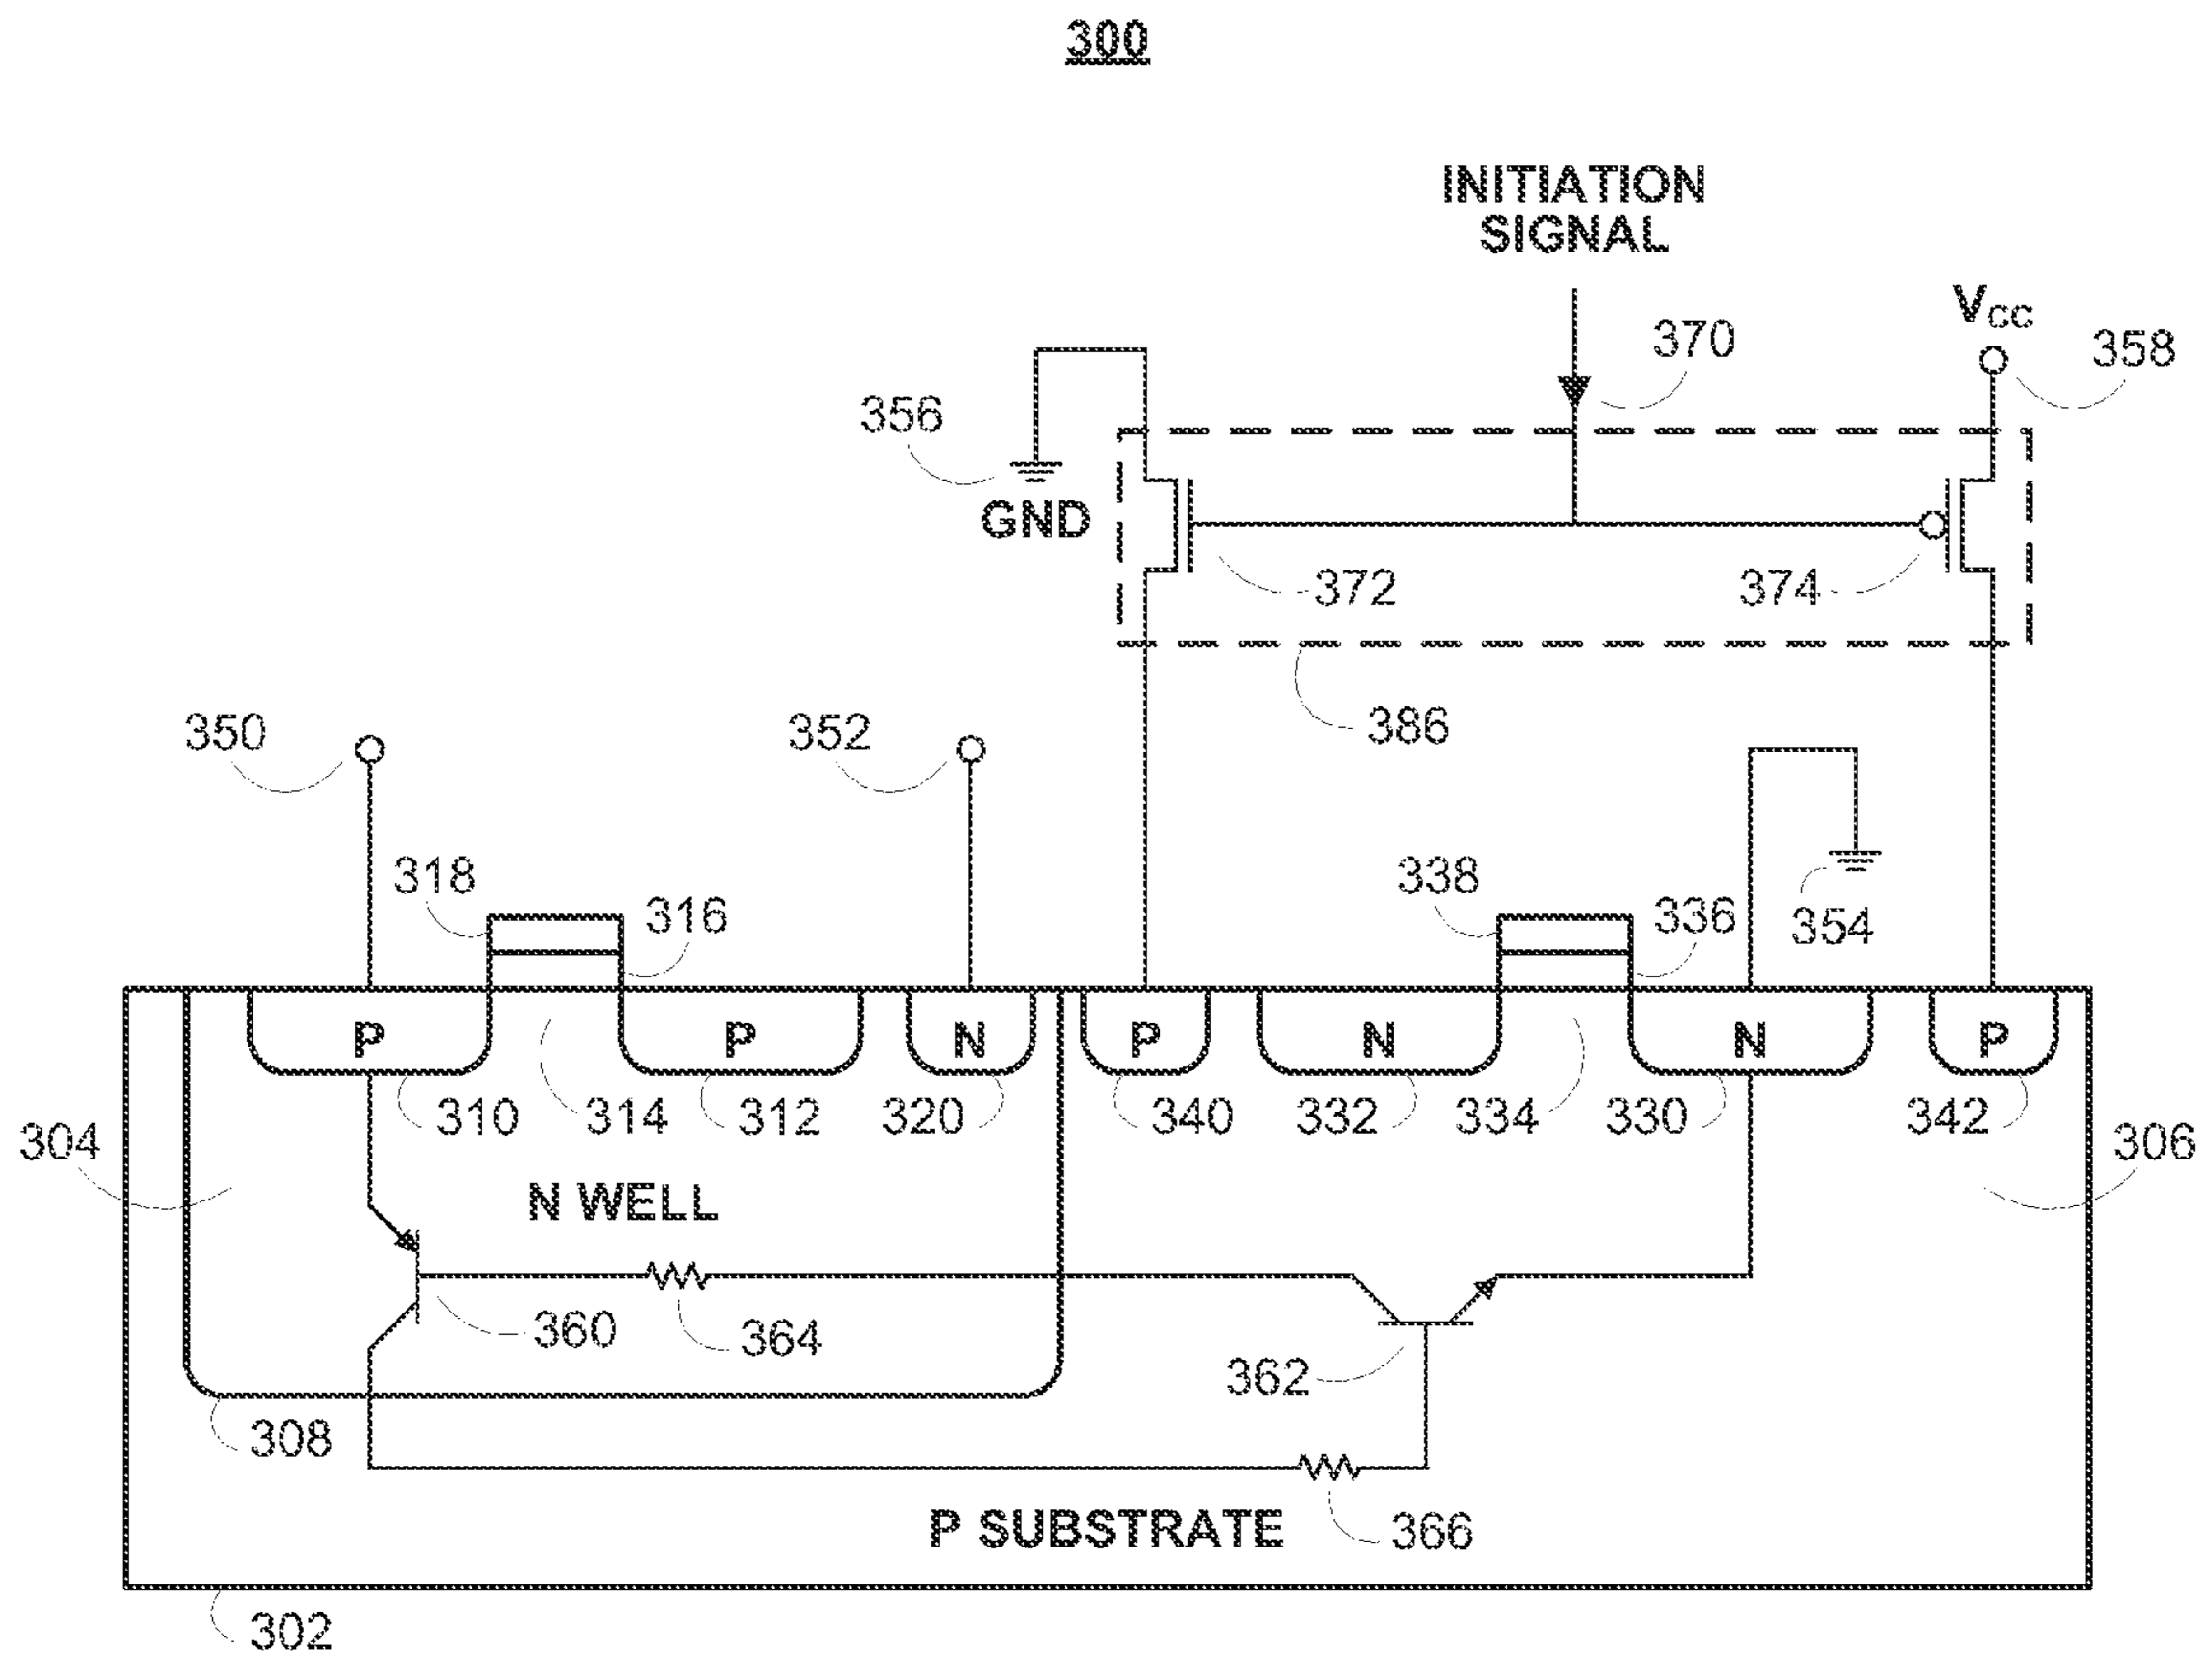 300
INITIATION
SIGNAL
V_CC
370
358
356
GND
372
374
386
350
352
318
316
338
336
354
P
P
N
P
N
N
P
310
314
312
320
340
332
334
330
342
304
306
N WELL
360
364
362
308
P SUBSTRATE
366
302